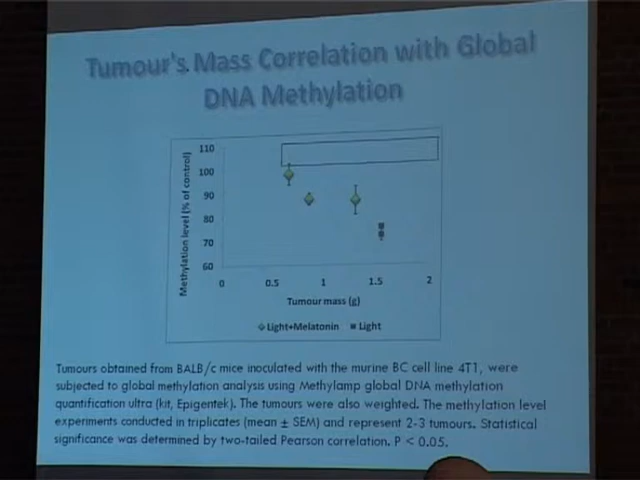 Tumour's Mass Correlation with Global
DNA Methylation
Methylation level (% of control)
110
100
90
80
70
60
0 0.5 1 1.5 2
Tumour mass (g)
Light+Melatonin Light
Tumours obtained from BALB/c mice inoculated with the murine BC cell line 4T1, were
subjected to global methylation analysis using Methylamp global DNA methylation
quantification ultra (kit, Epigentek). The tumours were also weighted. The methylation level
experiments conducted in triplicates (mean ± SEM) and represent 2-3 tumours. Statistical
significance was determined by two-tailed Pearson correlation. P < 0.05.